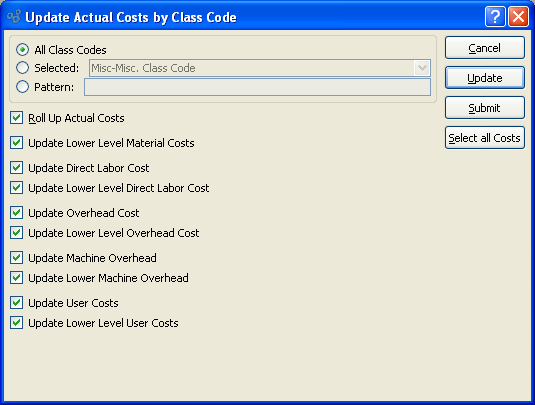 Update Actual Costs by Class Code
All Class Codes
Selected: Misc-Misc. Class Code
Pattern:
Cancel
Update
Submit
Select all Costs
Roll Up Actual Costs
Update Lower Level Material Costs
Update Direct Labor Cost
Update Lower Level Direct Labor Cost
Update Overhead Cost
Update Lower Level Overhead Cost
Update Machine Overhead
Update Lower Machine Overhead
Update User Costs
Update Lower Level User Costs